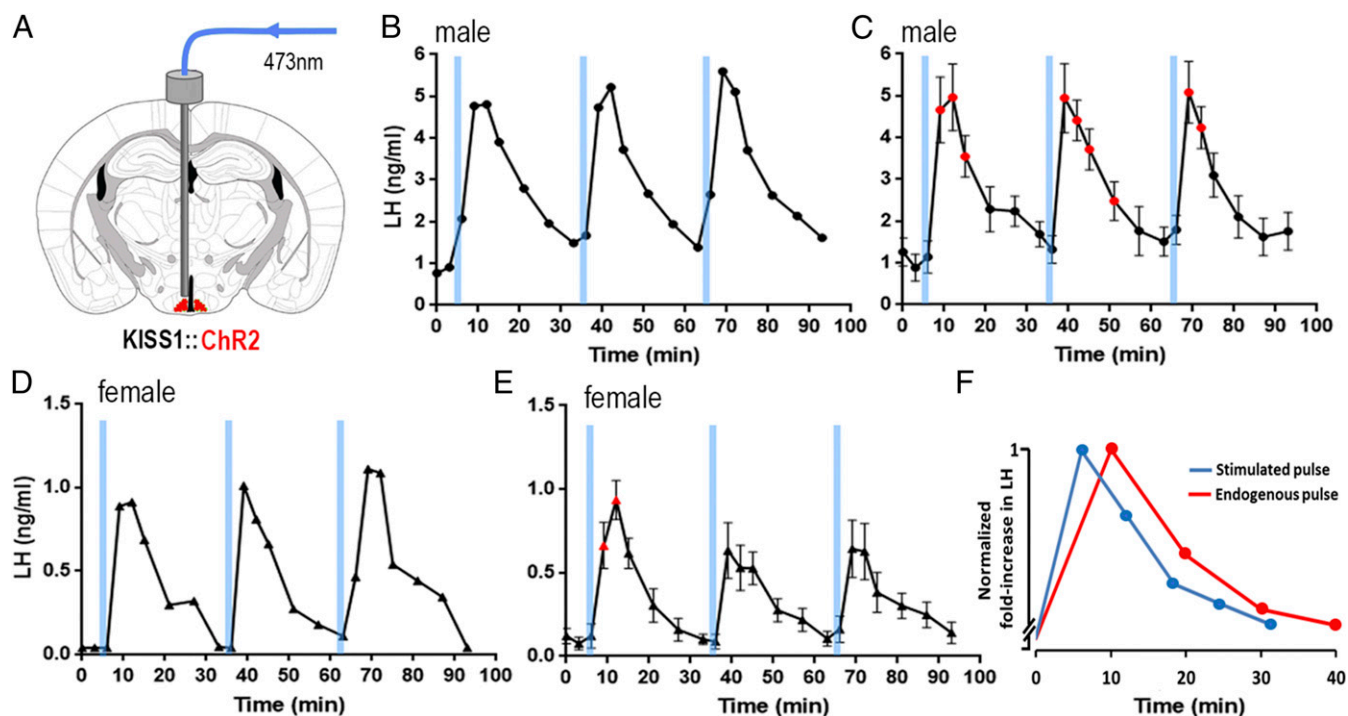 A
473nm
KISS1::ChR2
B
male
LH (ng/ml)
6
5
4
3
2
1
0
0 10 20 30 40 50 60 70 80 90 100
Time (min)
C
male
6
5
4
3
2
1
0
0 10 20 30 40 50 60 70 80 90 100
Time (min)
D
female
LH (ng/ml)
1.5
1.0
0.5
0.0
0 10 20 30 40 50 60 70 80 90 100
Time (min)
E
female
1.5
1.0
0.5
0.0
0 10 20 30 40 50 60 70 80 90 100
Time (min)
F
Normalized
fold-increase in LH
1
Stimulated pulse
Endogenous pulse
0 10 20 30 40
Time (min)